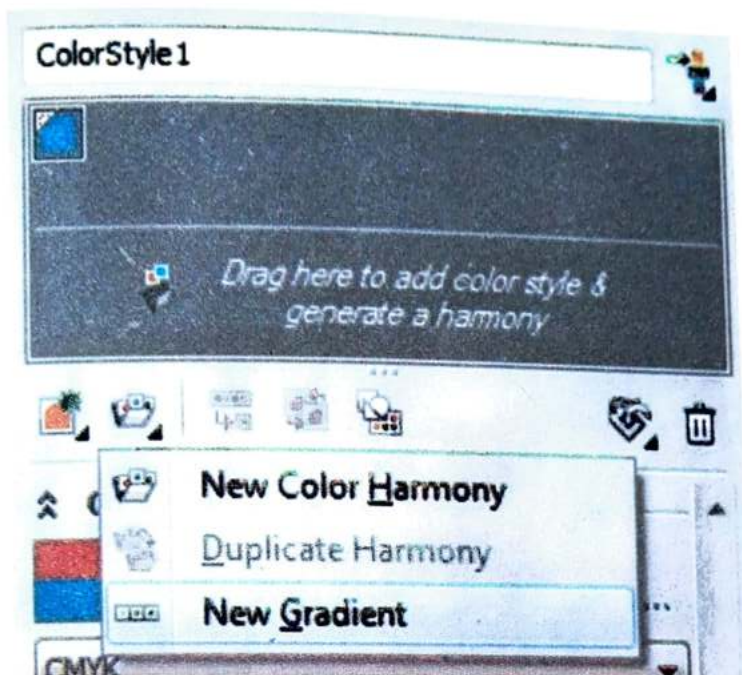 ColorStyle1
Drag here to add color style &
generate a harmony
New Color Harmony
Duplicate Harmony
New Gradient
CMYK